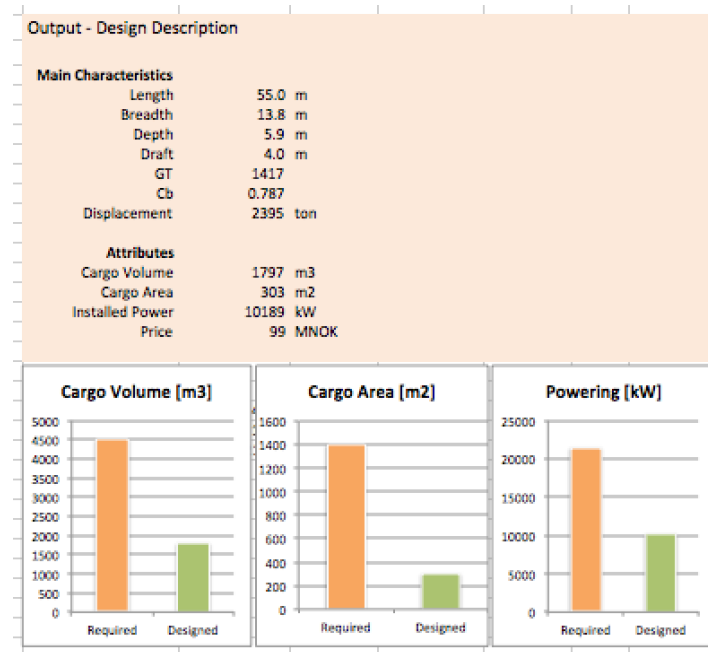 Output - Design Description
Main Characteristics
Length 55.0 m
Breadth 13.8 m
Depth 5.9 m
Draft 4.0 m
GT 1417
Cb 0.787
Displacement 2395 ton
Attributes
Cargo Volume 1797 m3
Cargo Area 303 m2
Installed Power 10189 kW
Price 99 MNOK
Cargo Volume [m3]
5000
4500
4000
3500
3000
2500
2000
1500
1000
500
0
Required Designed
Cargo Area [m2]
1600
1400
1200
1000
800
600
400
200
0
Required Designed
Powering [kW]
25000
20000
15000
10000
5000
0
Required Designed